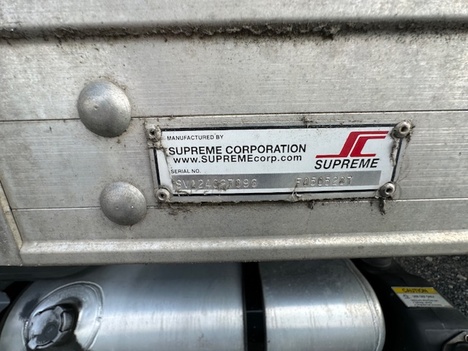 MANUFACTURED BY
SUPREME CORPORATION
www.SUPREMEcorp.com
SERIAL NO.
SUPREME
CAUTION